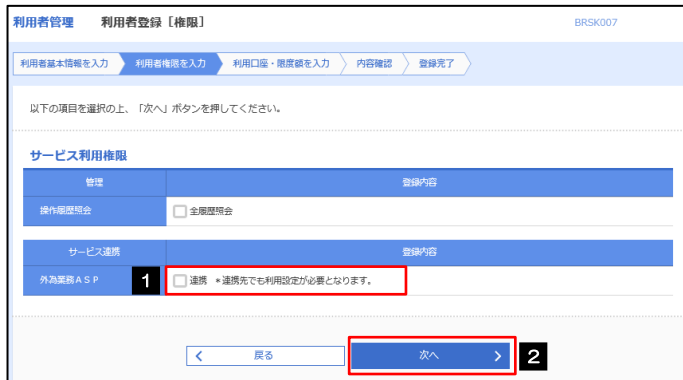 利用者管理 利用者登録［権限］ BRSK007
利用者基本情報を入力 利用者権限を入力 利用口座・限度額を入力 内容確認 登録完了
以下の項目を選択の上、「次へ」ボタンを押してください。
サービス利用権限
管理 登録内容
操作履歴照会 全履歴照会
サービス連携 登録内容
外為業務ＡＳＰ 1 連携 *連携先でも利用設定が必要となります。
戻る 次へ 2